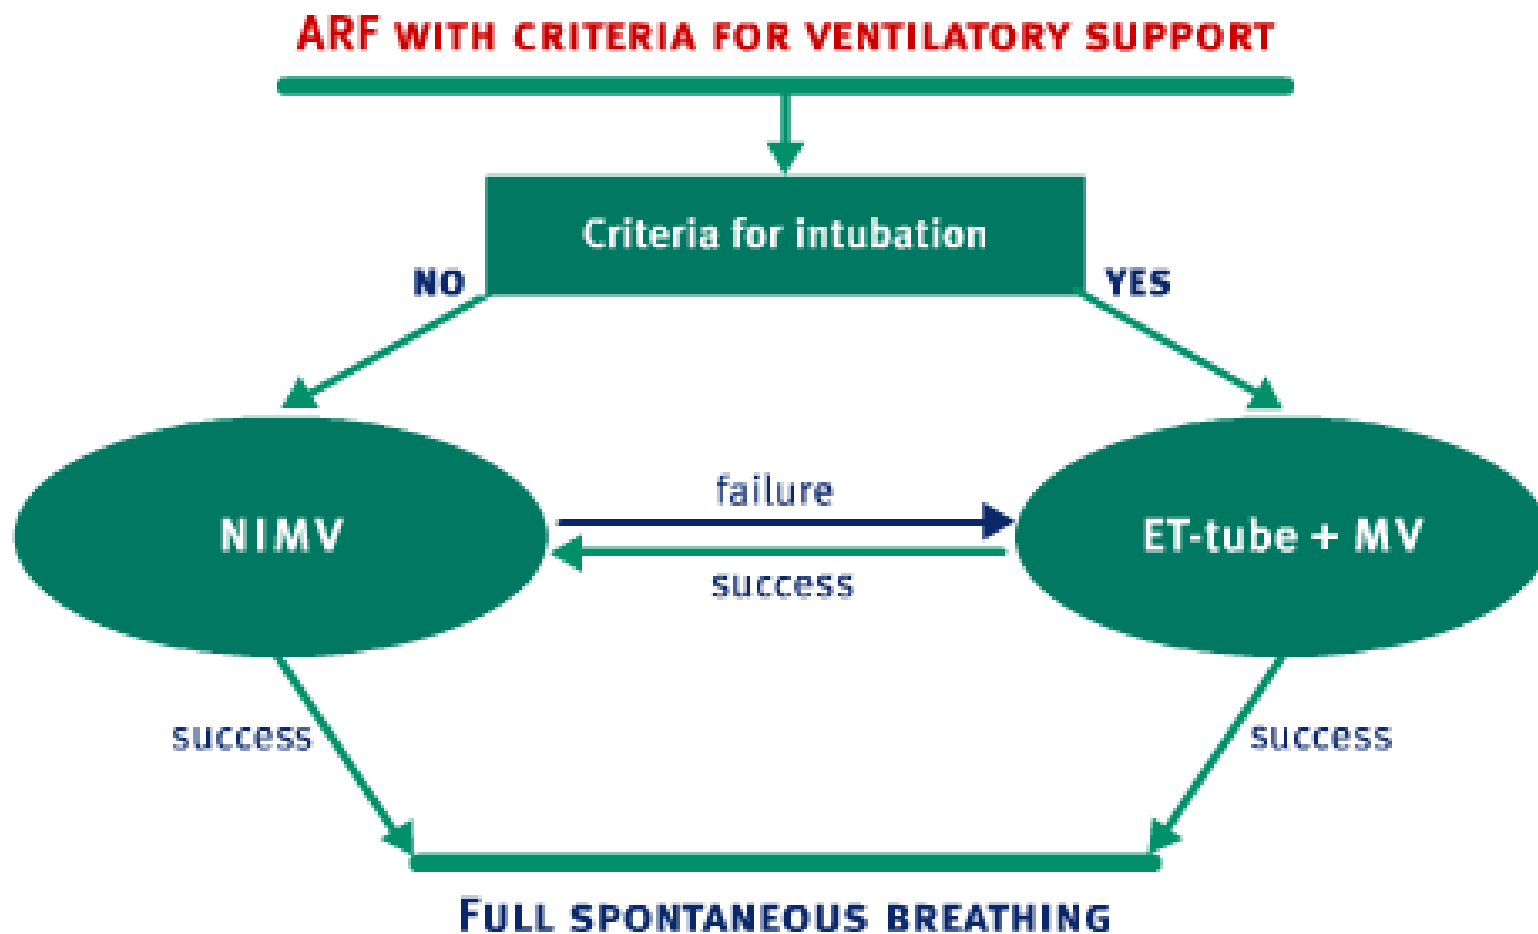 ARF WITH CRITERIA FOR VENTILATORY SUPPORT
Criteria for intubation
NO
YES
failure
NIMV
ET-tube + MV
success
success
success
FULL SPONTANEOUS BREATHING